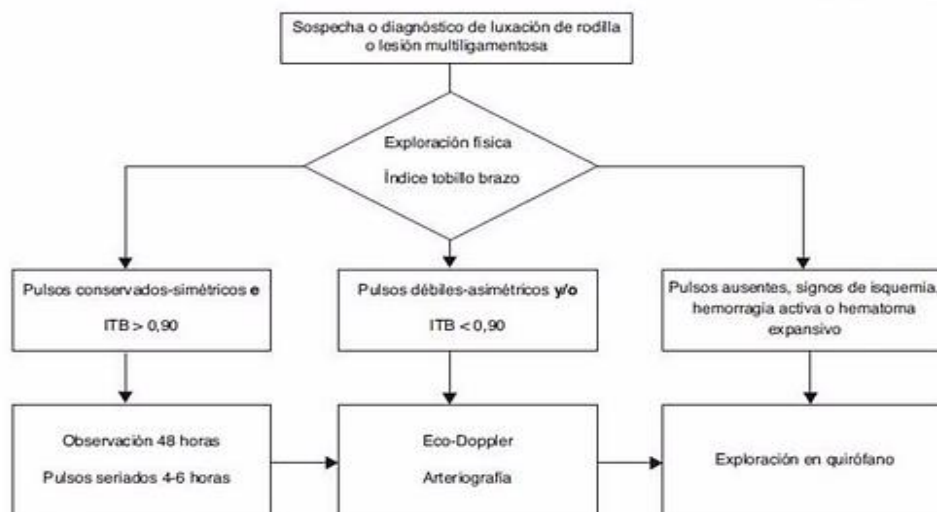 Sospecha o diagnóstico de luxación de rodilla
o lesión multiligamentosa
Exploración física
Índice tobillo brazo
Pulsos conservados-simétricos e
ITB > 0,90
Pulsos débiles-asimétricos y/o
ITB < 0,90
Pulsos ausentes, signos de isquemia,
hemorragia activa o hematoma
expansivo
Observación 48 horas
Pulsos seriados 4-6 horas
Eco-Doppler
Arteriografía
Exploración en quirófano